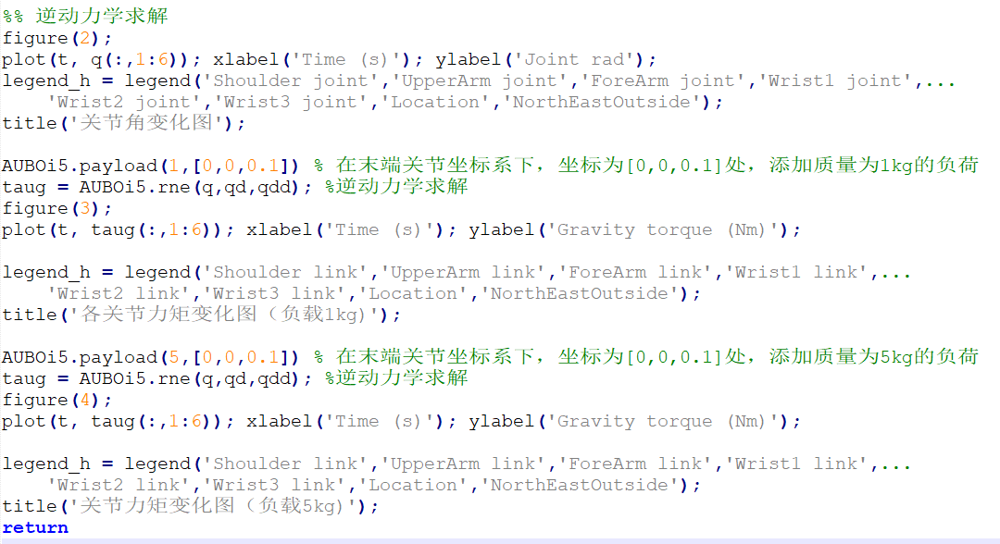 %% 逆动力学求解
figure(2);
plot(t, q(:,1:6)); xlabel('Time (s)'); ylabel('Joint rad');
legend_h = legend('Shoulder joint','UpperArm joint','ForeArm joint','Wrist1 joint',...
    'Wrist2 joint','Wrist3 joint','Location','NorthEastOutside');
title('关节角变化图');
AUBOi5.payload(1,[0,0,0.1]) % 在末端关节坐标系下，坐标为[0,0,0.1]处，添加质量为1kg的负荷
taug = AUBOi5.rne(q,qd,qdd); %逆动力学求解
figure(3);
plot(t, taug(:,1:6)); xlabel('Time (s)'); ylabel('Gravity torque (Nm)');
legend_h = legend('Shoulder link','UpperArm link','ForeArm link','Wrist1 link',...
    'Wrist2 link','Wrist3 link','Location','NorthEastOutside');
title('各关节力矩变化图（负载1kg)');
AUBOi5.payload(5,[0,0,0.1]) % 在末端关节坐标系下，坐标为[0,0,0.1]处，添加质量为5kg的负荷
taug = AUBOi5.rne(q,qd,qdd); %逆动力学求解
figure(4);
plot(t, taug(:,1:6)); xlabel('Time (s)'); ylabel('Gravity torque (Nm)');
legend_h = legend('Shoulder link','UpperArm link','ForeArm link','Wrist1 link',...
    'Wrist2 link','Wrist3 link','Location','NorthEastOutside');
title('关节力矩变化图（负载5kg)');
return